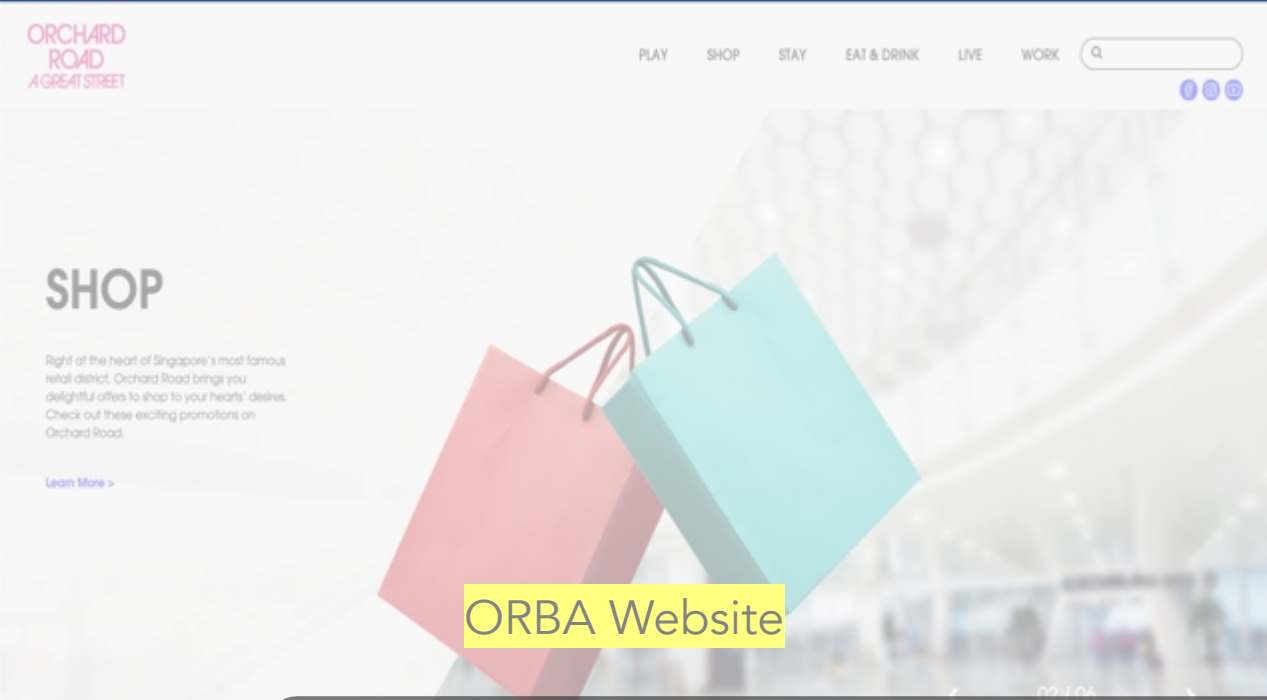 ORCHARD
ROAD
A GREAT STREET
PLAY SHOP STAY EAT & DRINK LIVE WORK
SHOP
Right at the heart of Singapore's most famous
retail district, Orchard Road brings you
delightful offers to shop to your hearts' desires.
Check out these exciting promotions on
Orchard Road.
Learn More >
ORBA Website
02 / 06